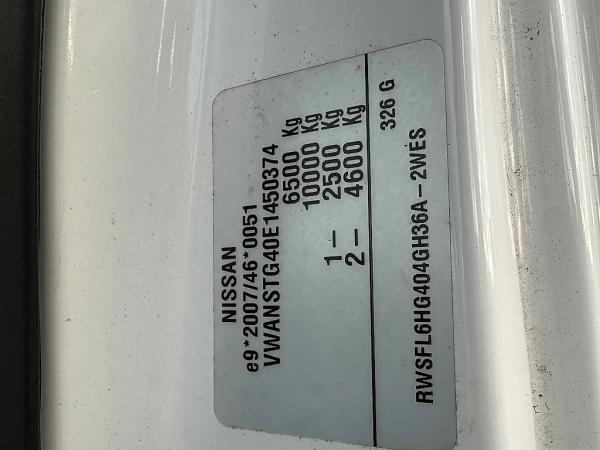 NISSAN
e9*2007/46*0051
VWANSTG40E1450374
6500 Kg
10000 Kg
1– 2500 Kg
2– 4600 Kg
326 G
RWSFL6HG404GH36A–2WES